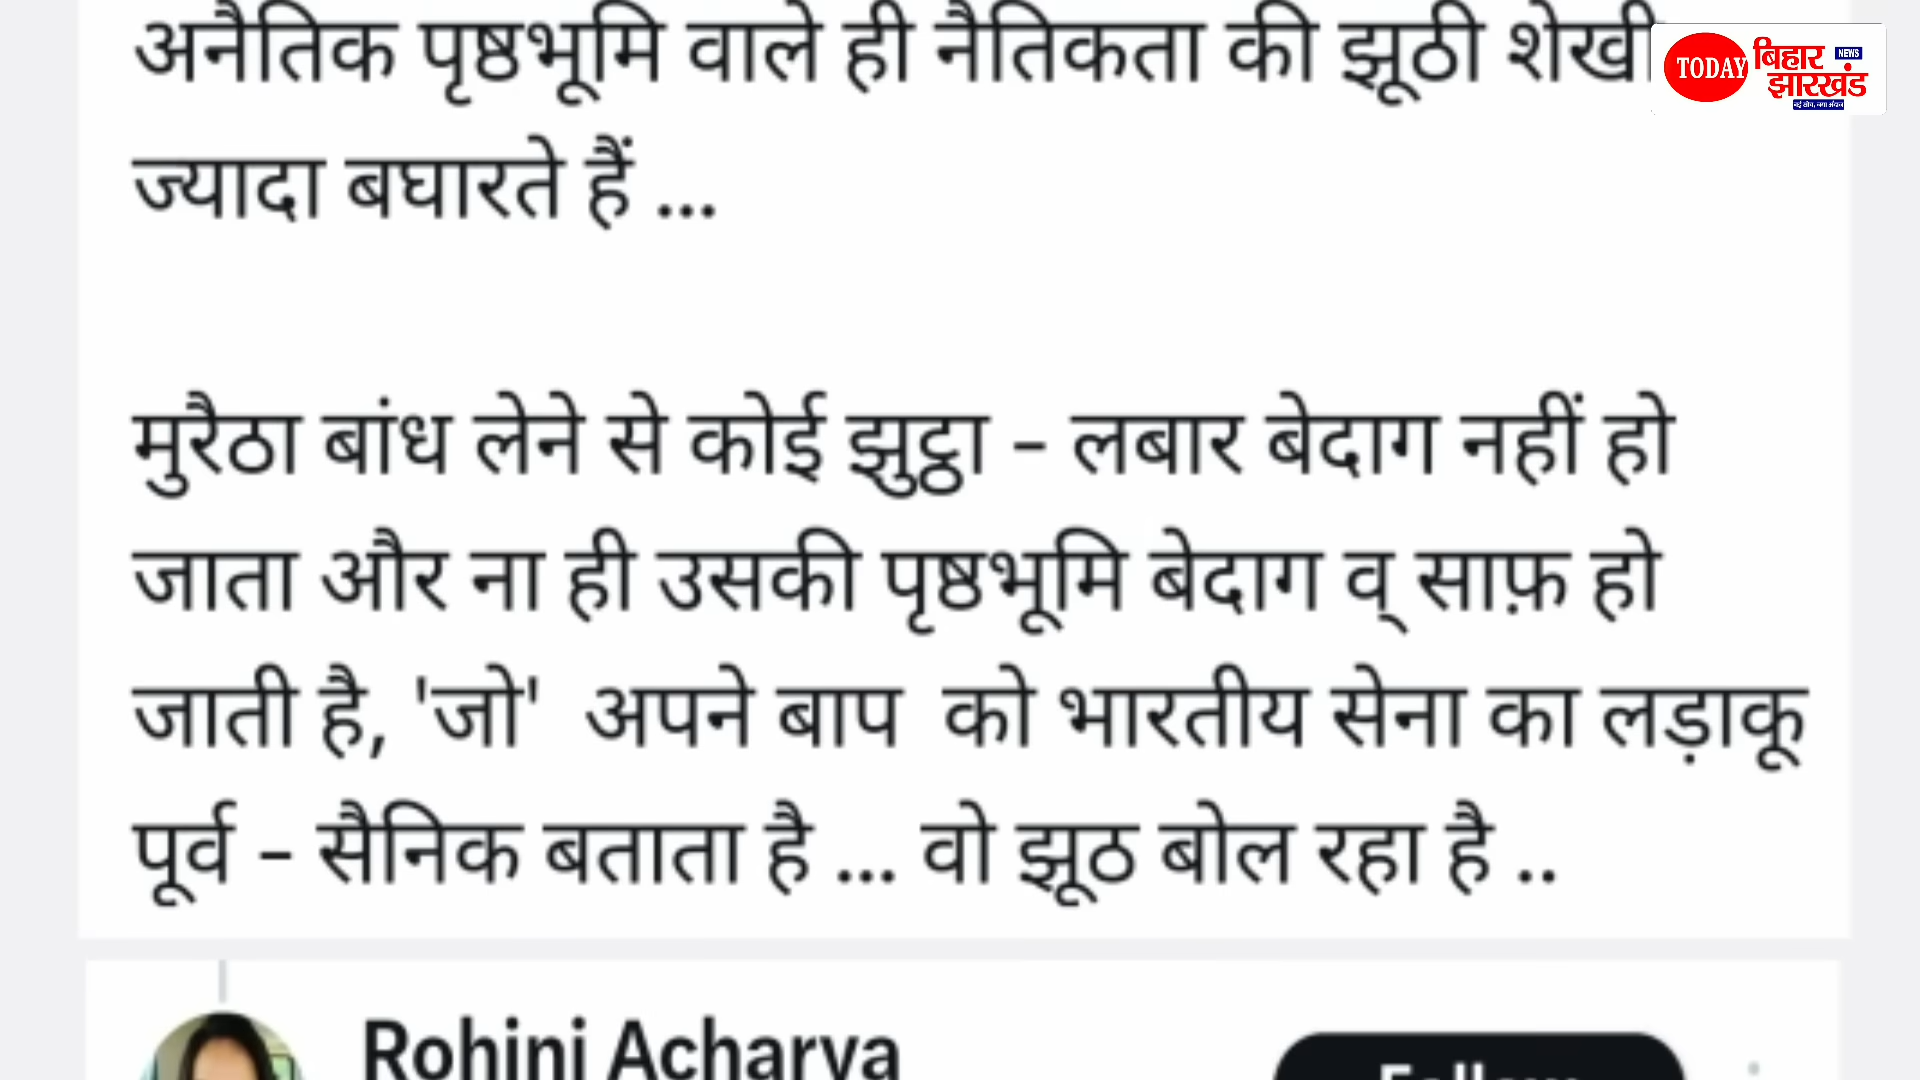 अनैतिक पृष्ठभूमि वाले ही नैतिकता की झूठी शेखी
TODAY बिहार NEWS
झारखंड
ज्यादा बघारते हैं ...
मुरैठा बांध लेने से कोई झुट्ठा - लबार बेदाग नहीं हो
जाता और ना ही उसकी पृष्ठभूमि बेदाग व् साफ़ हो
जाती है, 'जो' अपने बाप को भारतीय सेना का लड़ाकू
पूर्व - सैनिक बताता है ... वो झूठ बोल रहा है ..
Rohini Acharya
Follow